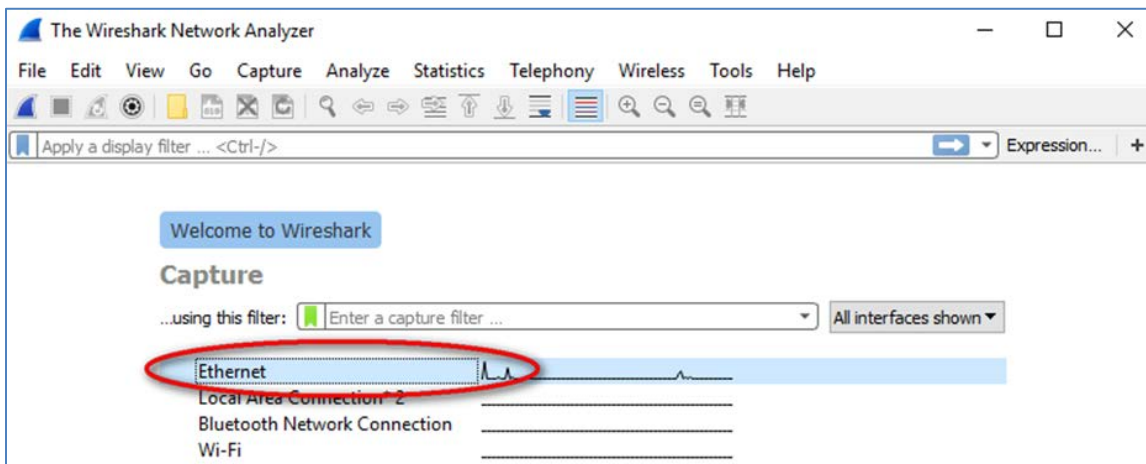 The Wireshark Network Analyzer
File Edit View Go Capture Analyze Statistics Telephony Wireless Tools Help
Apply a display filter ... <Ctrl-/> Expression... +
Welcome to Wireshark
Capture
...using this filter: Enter a capture filter ... All interfaces shown
Ethernet
Local Area Connection* 2
Bluetooth Network Connection
Wi-Fi